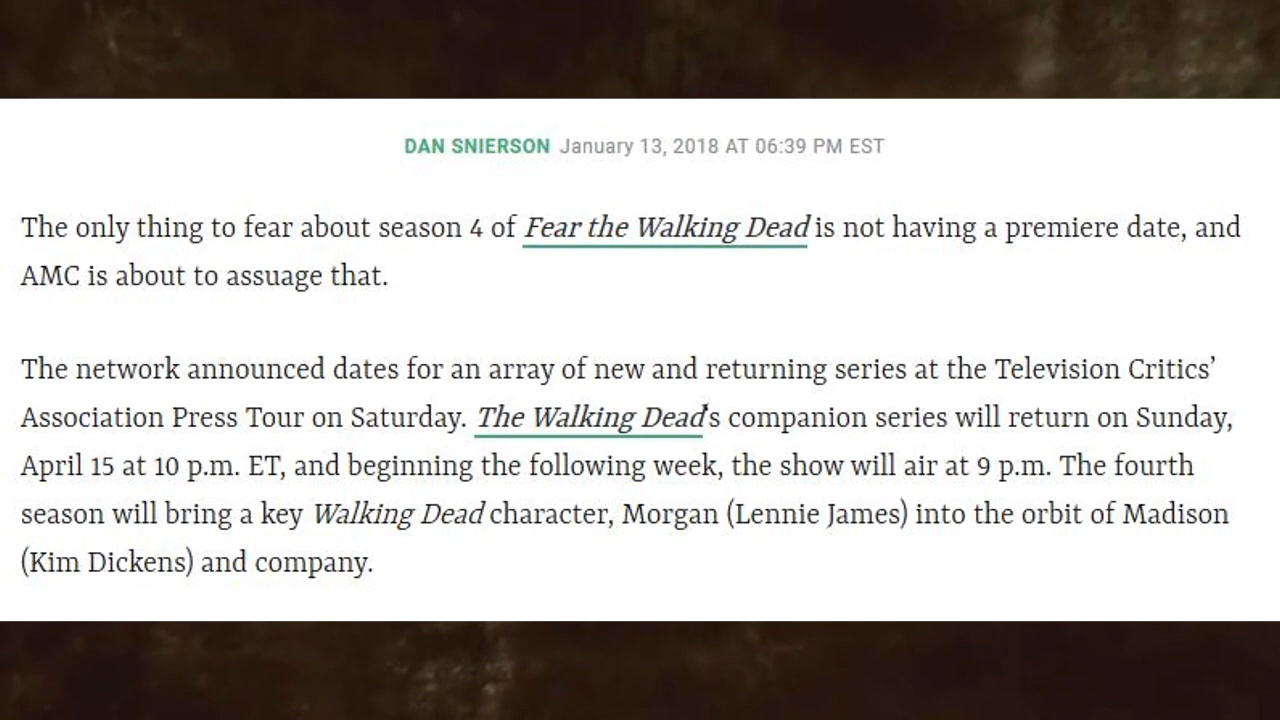 DAN SNIERSON January 13, 2018 AT 06:39 PM EST
The only thing to fear about season 4 of Fear the Walking Dead is not having a premiere date, and
AMC is about to assuage that.
The network announced dates for an array of new and returning series at the Television Critics’
Association Press Tour on Saturday. The Walking Dead’s companion series will return on Sunday,
April 15 at 10 p.m. ET, and beginning the following week, the show will air at 9 p.m. The fourth
season will bring a key Walking Dead character, Morgan (Lennie James) into the orbit of Madison
(Kim Dickens) and company.